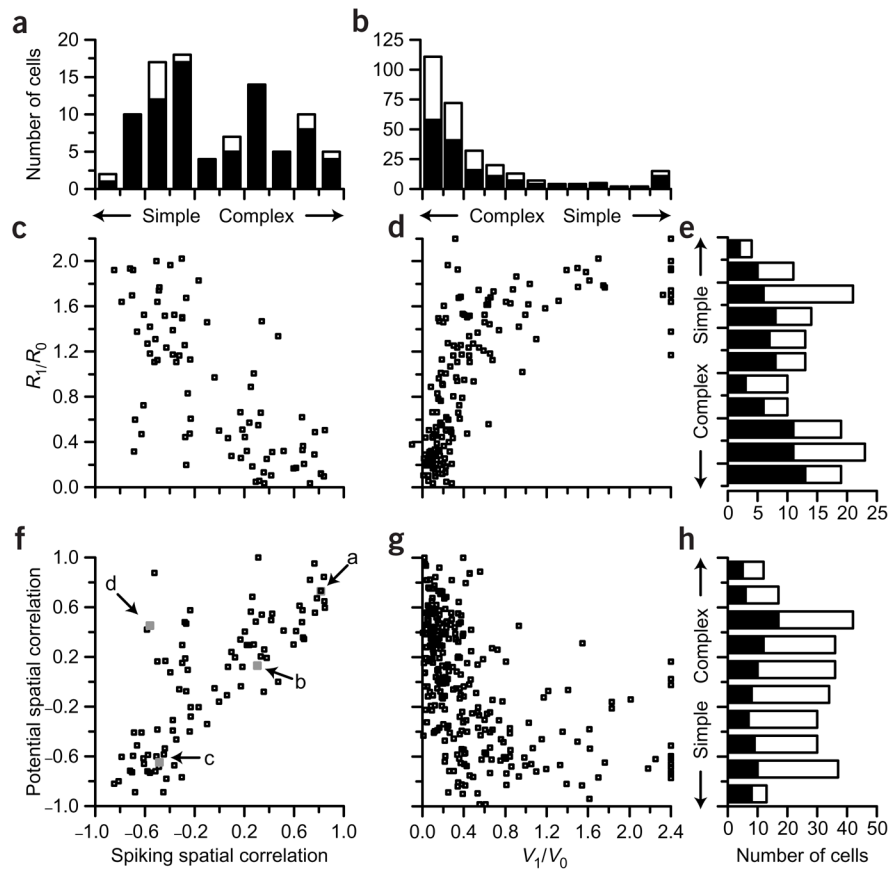 a
b
20
15
10
5
0
Number of cells
Simple Complex
125
100
75
50
25
0
Complex Simple
c
d
e
2.0
1.6
1.2
0.8
0.4
0.0
R1/R0
Simple
Complex
0 5 10 15 20 25
f
g
h
1.0
0.6
0.2
–0.2
–0.6
–1.0
Potential spatial correlation
a
d
b
c
–1.0 –0.6 –0.2 0.2 0.6 1.0
Spiking spatial correlation
0.0 0.4 0.8 1.2 1.6 2.0 2.4
V1/V0
Complex
Simple
0 10 20 30 40 50
Number of cells